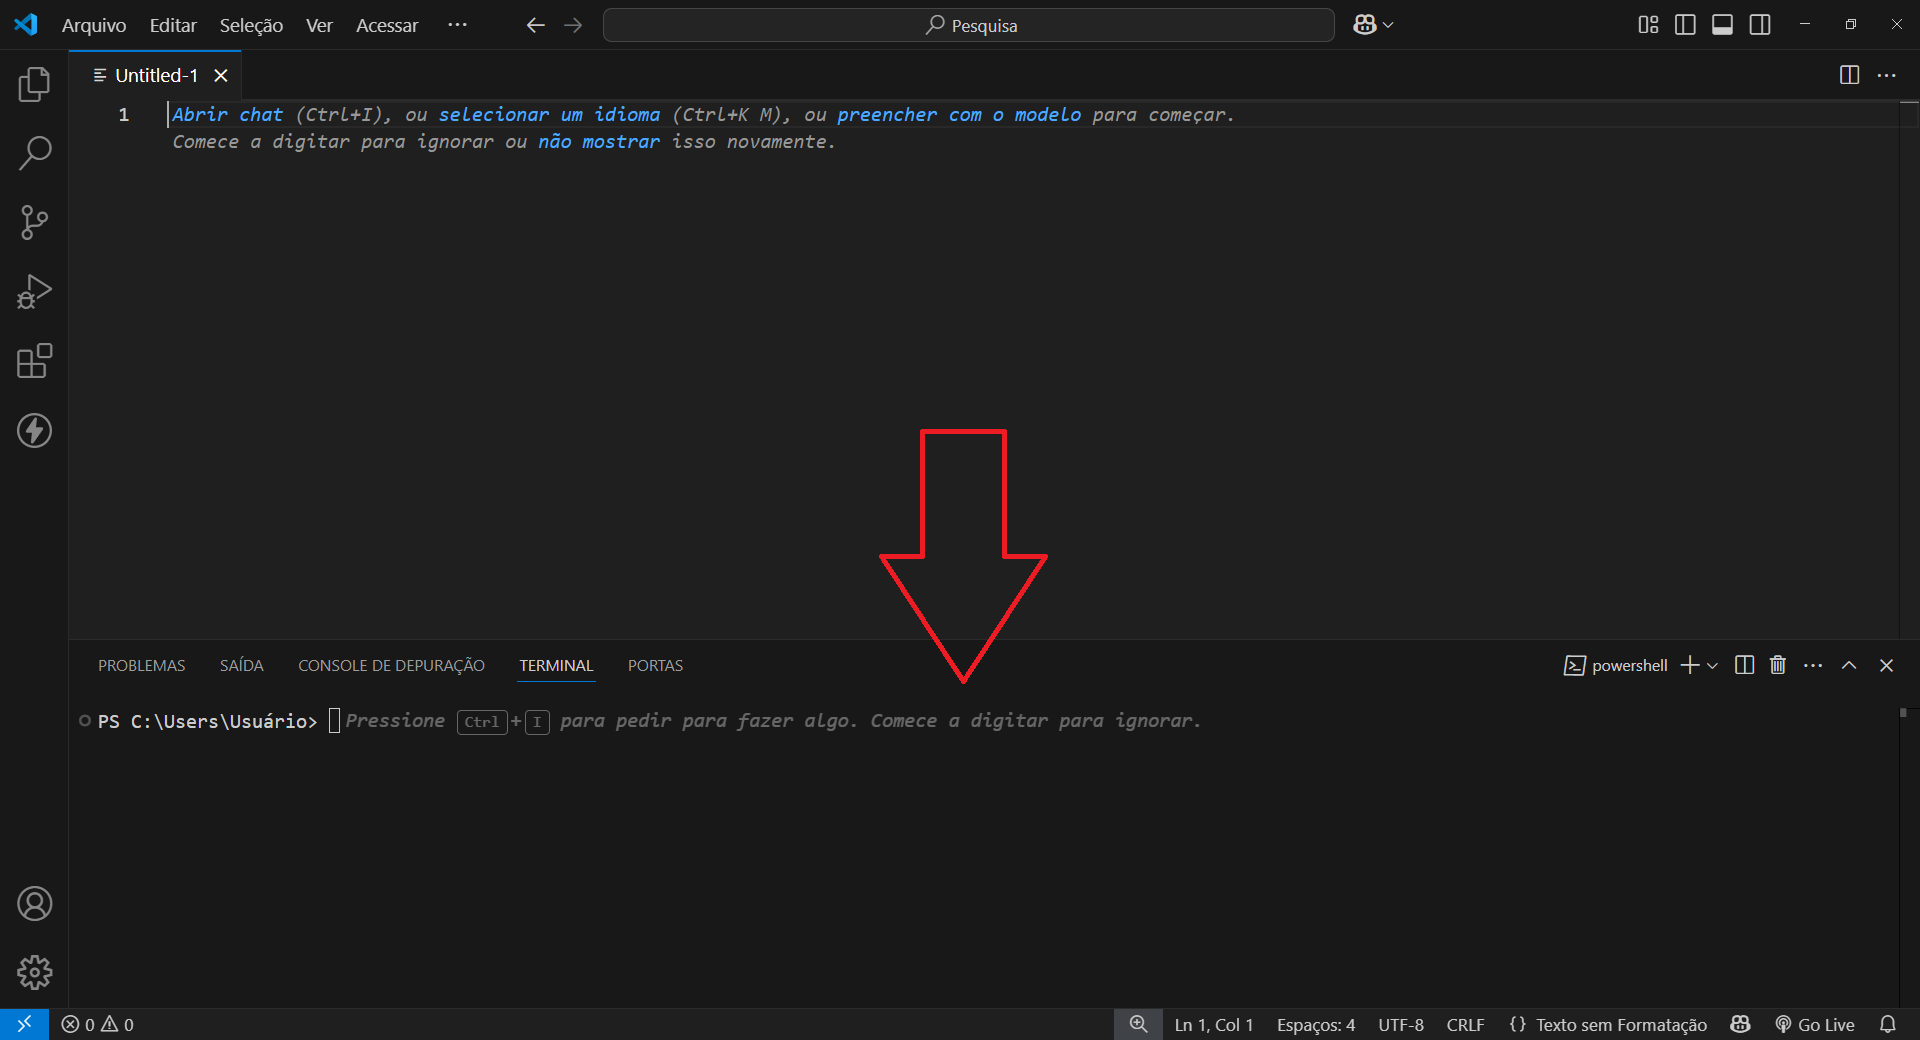 Arquivo Editar Seleção Ver Acessar ··· Pesquisa
Untitled-1
1 Abrir chat (Ctrl+I), ou selecionar um idioma (Ctrl+K M), ou preencher com o modelo para começar.
Comece a digitar para ignorar ou não mostrar isso novamente.
PROBLEMAS SAÍDA CONSOLE DE DEPURAÇÃO TERMINAL PORTAS powershell
PS C:\Users\Usuário> Pressione Ctrl+I para pedir para fazer algo. Comece a digitar para ignorar.
0 0 Ln 1, Col 1 Espaços: 4 UTF-8 CRLF {} Texto sem Formatação Go Live